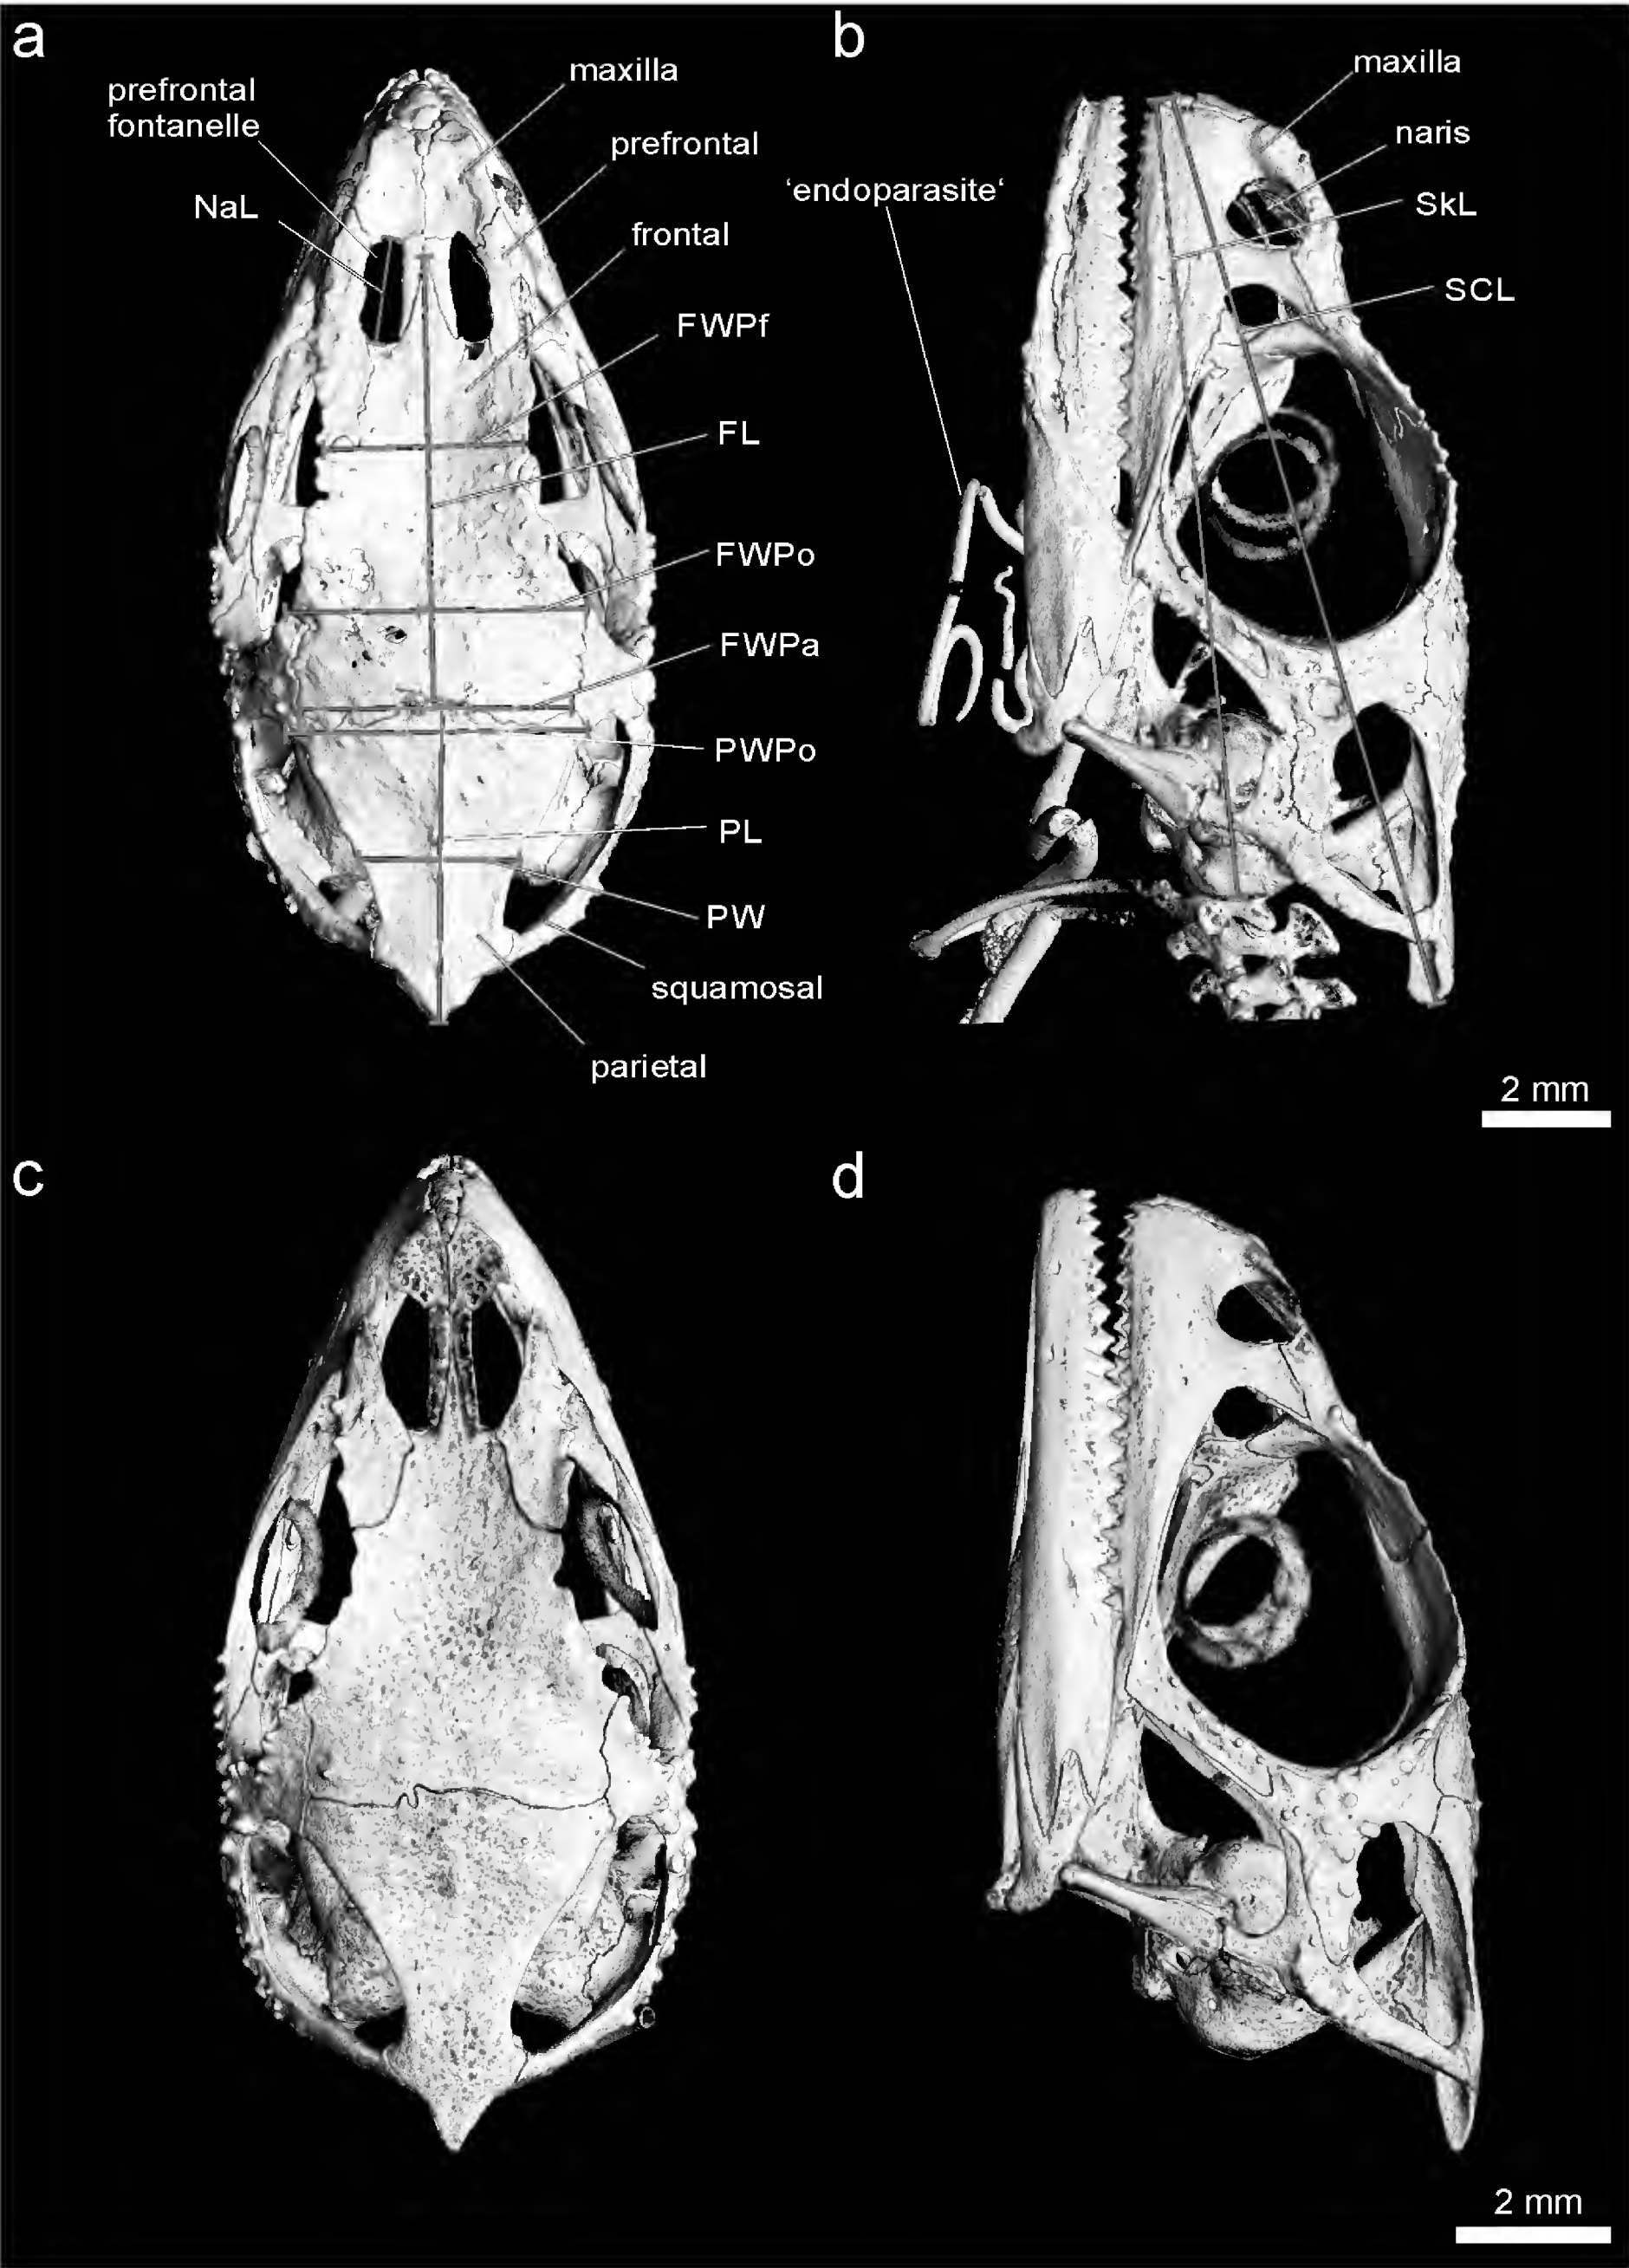 a
prefrontal
fontanelle
NaL
maxilla
prefrontal
frontal
FWPf
FL
FWPo
FWPa
PWPo
PL
PW
squamosal
parietal
b
maxilla
naris
'endoparasite'
SkL
SCL
2 mm
c
d
2 mm